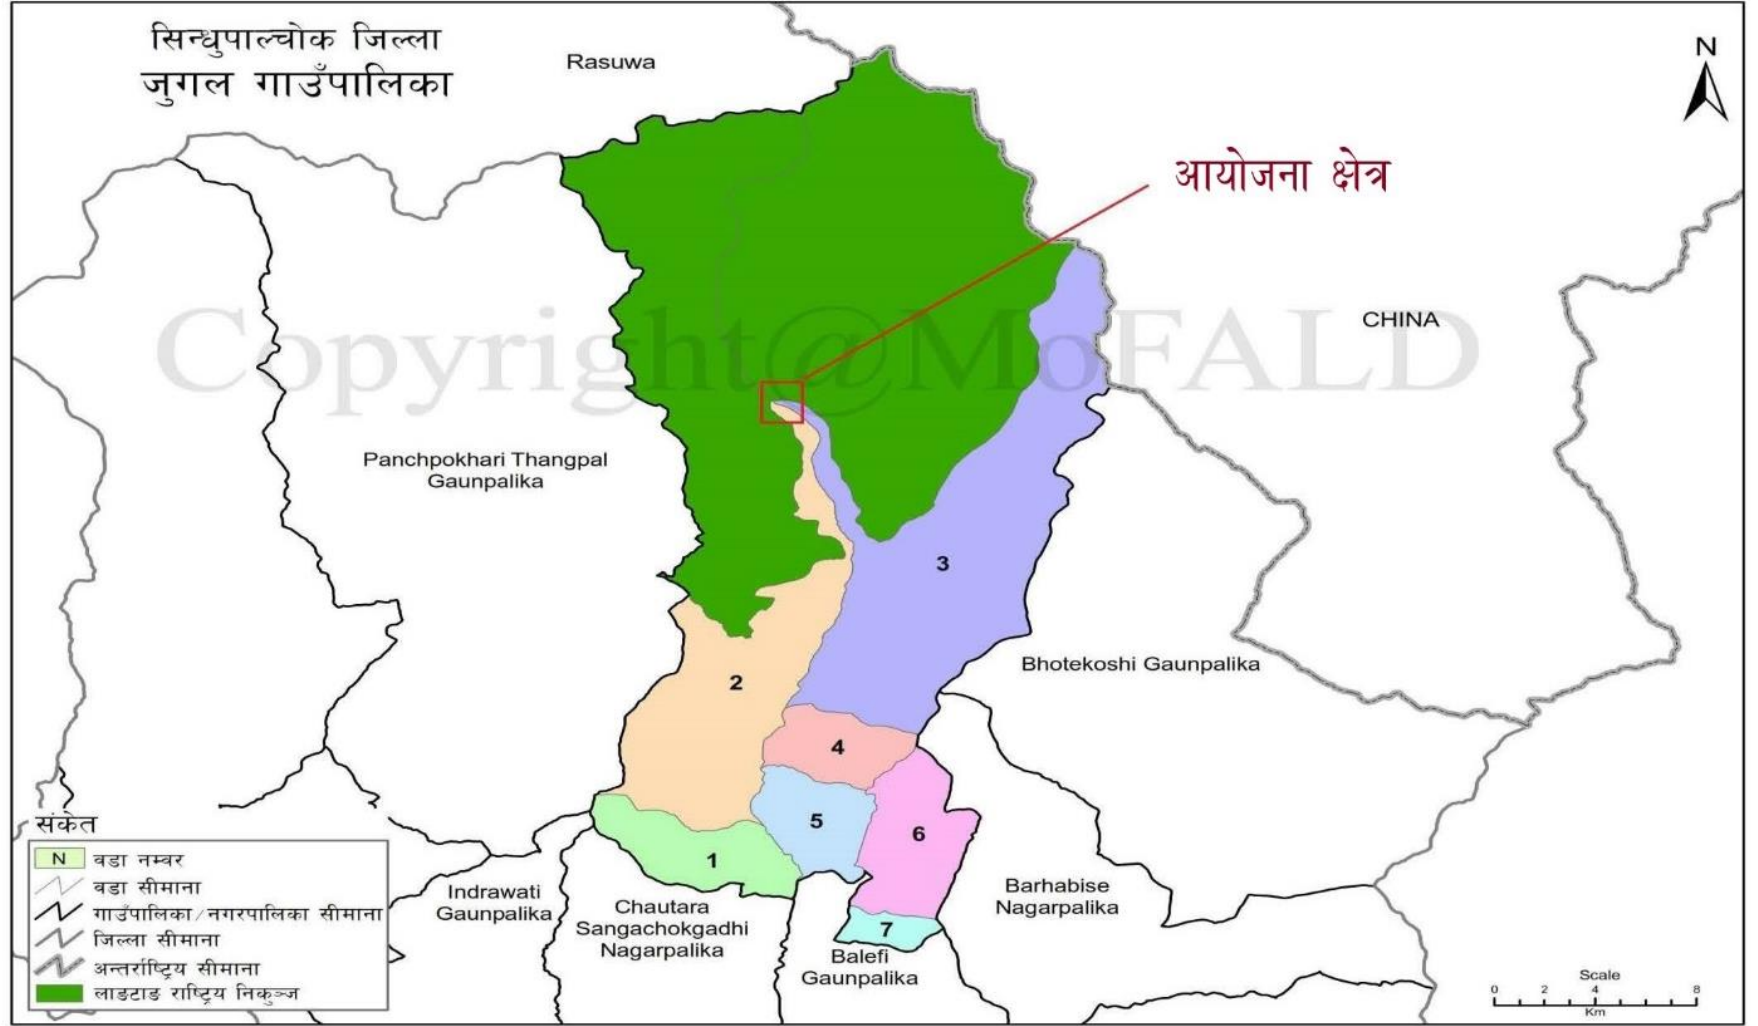 सिन्धुपाल्चोक जिल्ला
जुगल गाउँपालिका
Rasuwa
N
आयोजना क्षेत्र
CHINA
Copyright@MoFALD
Panchpokhari Thangpal
Gaunpalika
3
Bhotekoshi Gaunpalika
2
4
5
6
1
7
Indrawati
Gaunpalika
Chautara
Sangachokgadhi
Nagarpalika
Balefi
Gaunpalika
Barhabise
Nagarpalika
संकेत
N वडा नम्बर
वडा सीमाना
गाउँपालिका/नगरपालिका सीमाना
जिल्ला सीमाना
अन्तर्राष्ट्रिय सीमाना
लाङटाङ राष्ट्रिय निकुञ्ज
Scale
0 2 4 8
Km